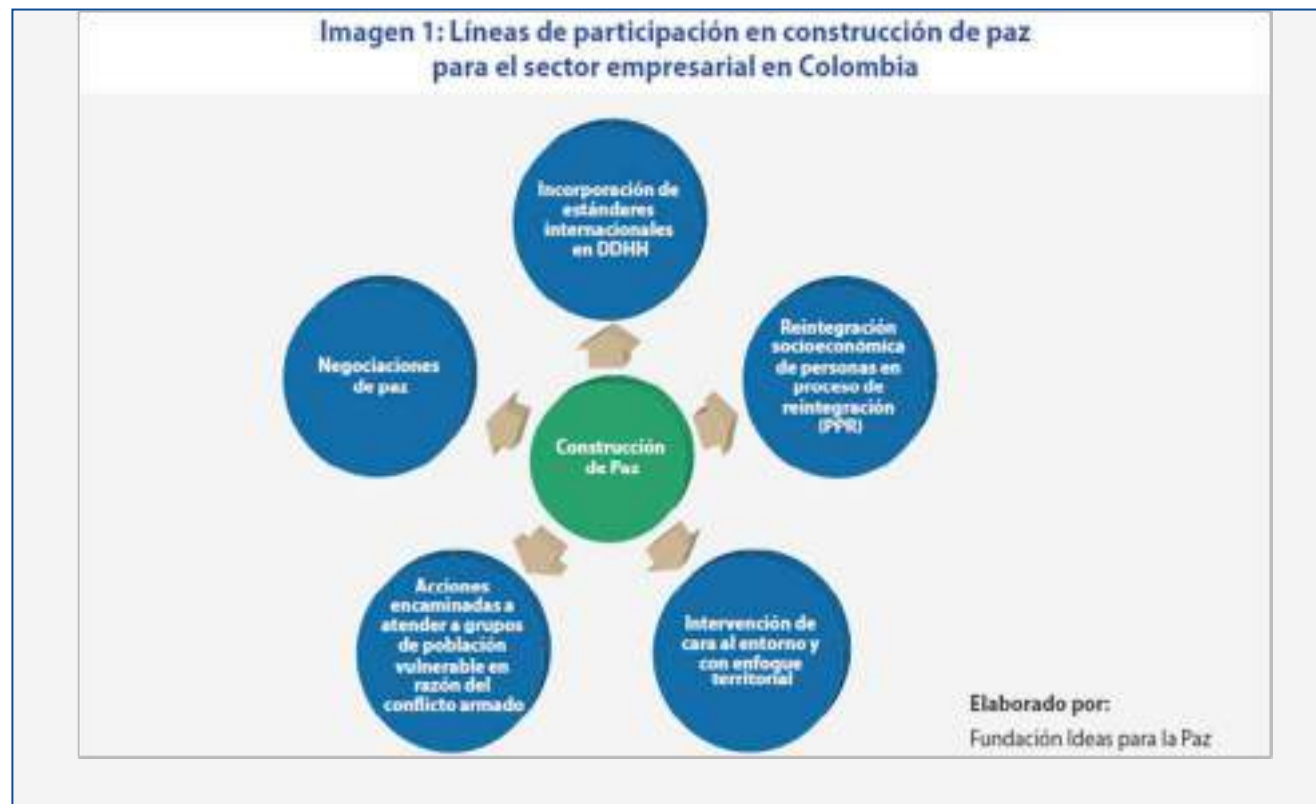 Imagen 1: Líneas de participación en construcción de paz
para el sector empresarial en Colombia
Incorporación de
estándares
internacionales
en DDHH
Negociaciones
de paz
Reintegración
socioeconómica
de personas en
proceso de
reintegración
(PPR)
Construcción
de Paz
Acciones
encaminadas a
atender a grupos
de población
vulnerable en
razón del
conflicto armado
Intervención de
cara al entorno y
con enfoque
territorial
Elaborado por:
Fundación Ideas para la Paz